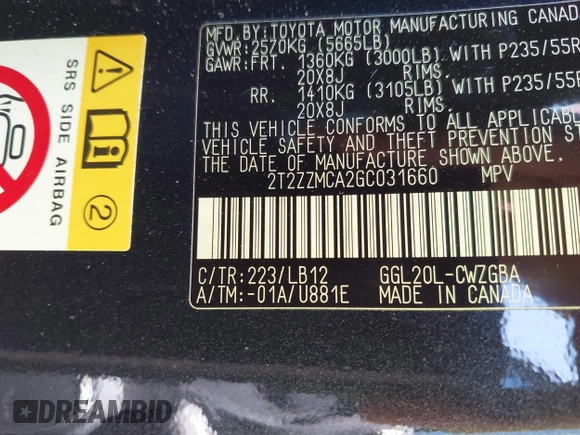 MFD.BY:TOYOTA MOTOR MANUFACTURING CANADA
GVWR:2570KG (5665LB)
GAWR:FRT. 1360KG (3000LB) WITH P235/55R
20X8J RIMS,
RR. 1410KG (3105LB) WITH P235/55R
20X8J RIMS,
THIS VEHICLE CONFORMS TO ALL APPLICABLE
VEHICLE SAFETY AND THEFT PREVENTION
THE DATE OF MANUFACTURE SHOWN ABOVE.
2T2ZZMCA2GC031660 MPV
C/TR:223/LB12 GGL20L-CWZGBA
A/TM:-01A/U881E MADE IN CANADA
SRS SIDE AIRBAG
2
DREAMBID